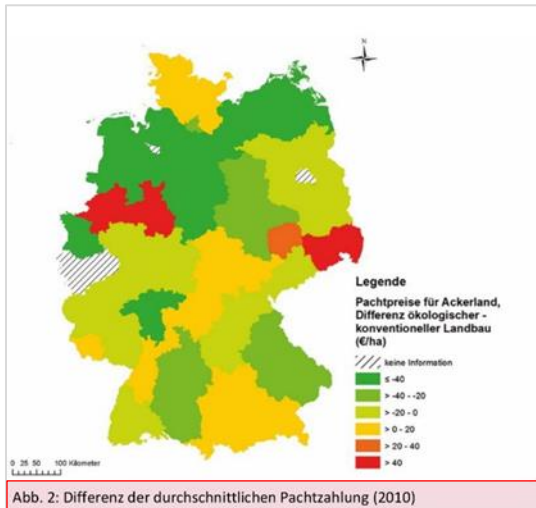 N
Legende
Pachtpreise für Ackerland,
Differenz ökologischer -
konventioneller Landbau
(€/ha)
keine Information
≤ -40
> -40 - -20
> -20 - 0
> 0 - 20
> 20 - 40
> 40
0 25 50 100 Kilometer
Abb. 2: Differenz der durchschnittlichen Pachtzahlung (2010)